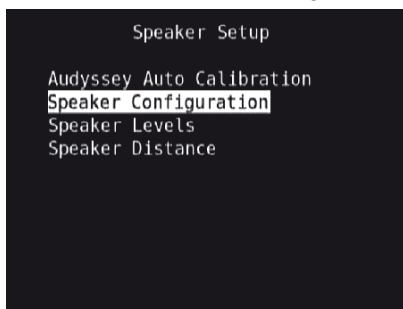 Speaker Setup
Audyssey Auto Calibration
Speaker Configuration
Speaker Levels
Speaker Distance